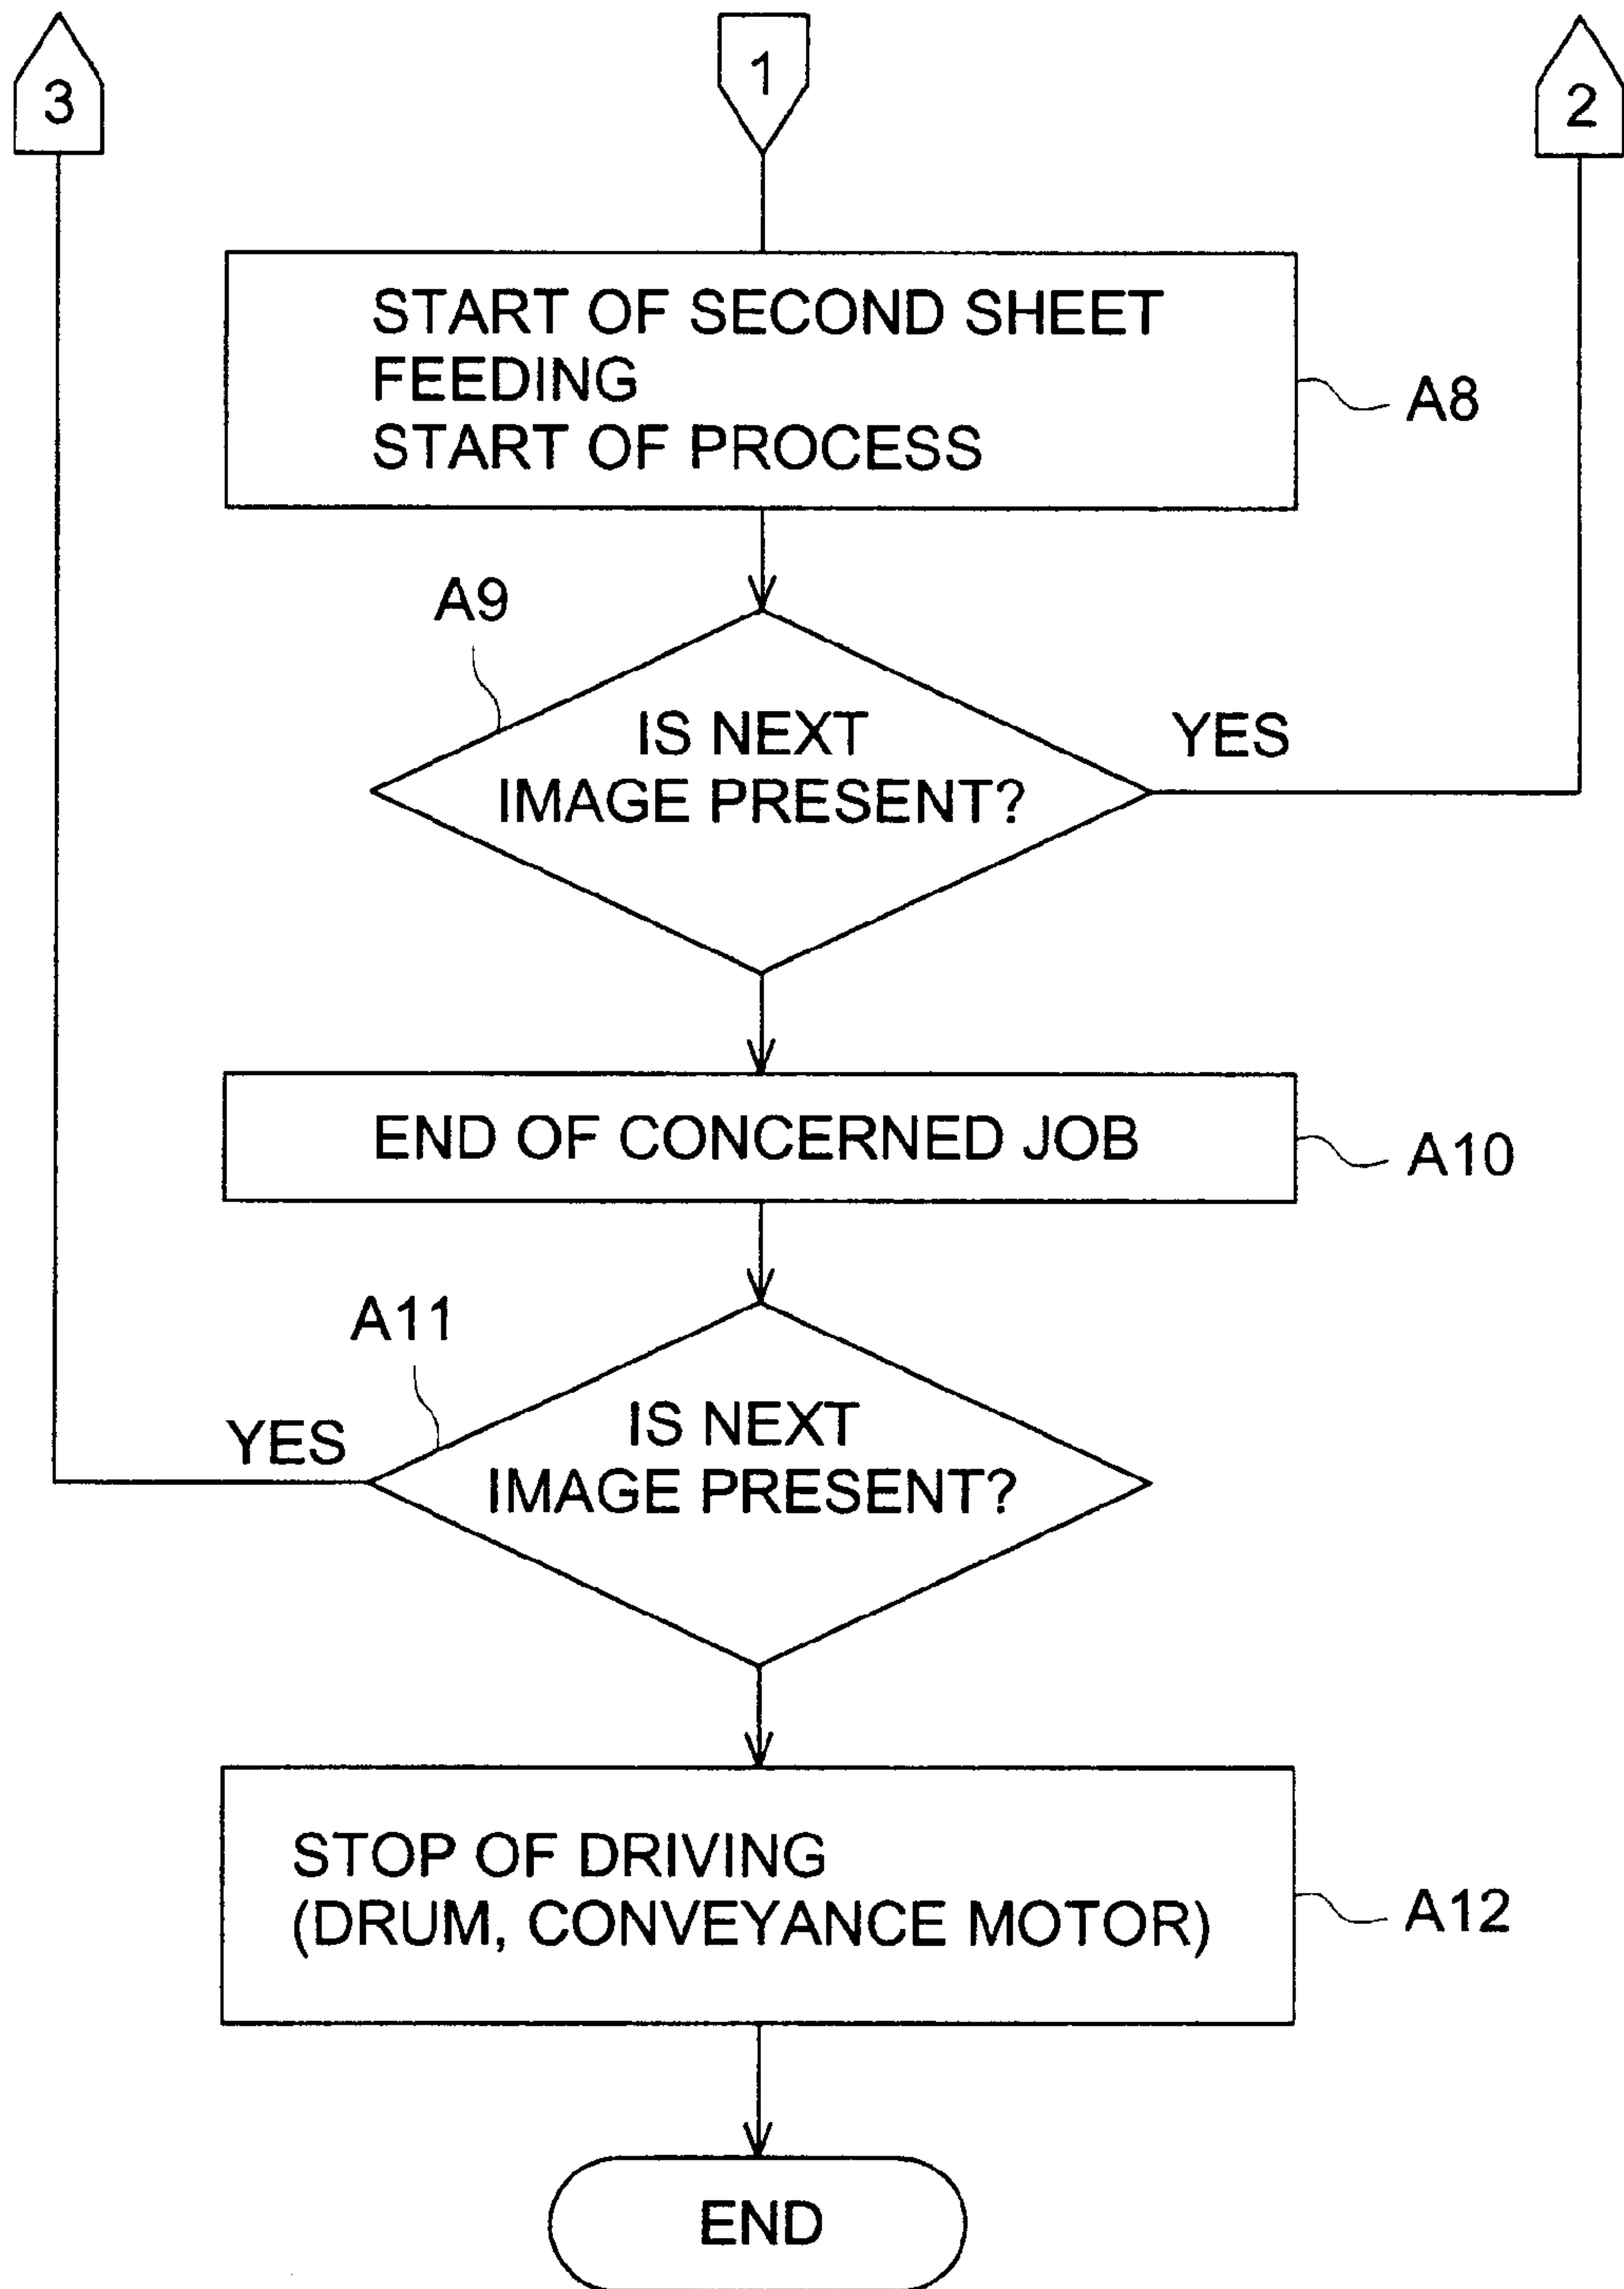 3
1
2
START OF SECOND SHEET
FEEDING
START OF PROCESS
A8
A9
IS NEXT
IMAGE PRESENT?
YES
END OF CONCERNED JOB
A10
A11
YES
IS NEXT
IMAGE PRESENT?
STOP OF DRIVING
(DRUM, CONVEYANCE MOTOR)
A12
END